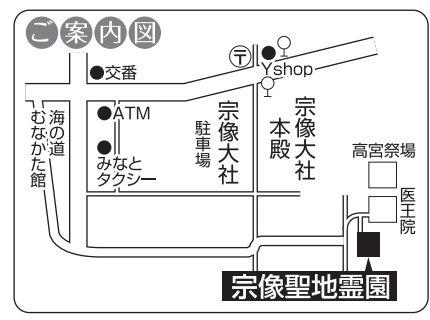 ご案内図
〒
Yshop
交番
ATM
みなと
タクシー
海の道
むなかた館
宗像大社
駐車場
宗像大社
本殿
高宮祭場
医王院
宗像聖地霊園